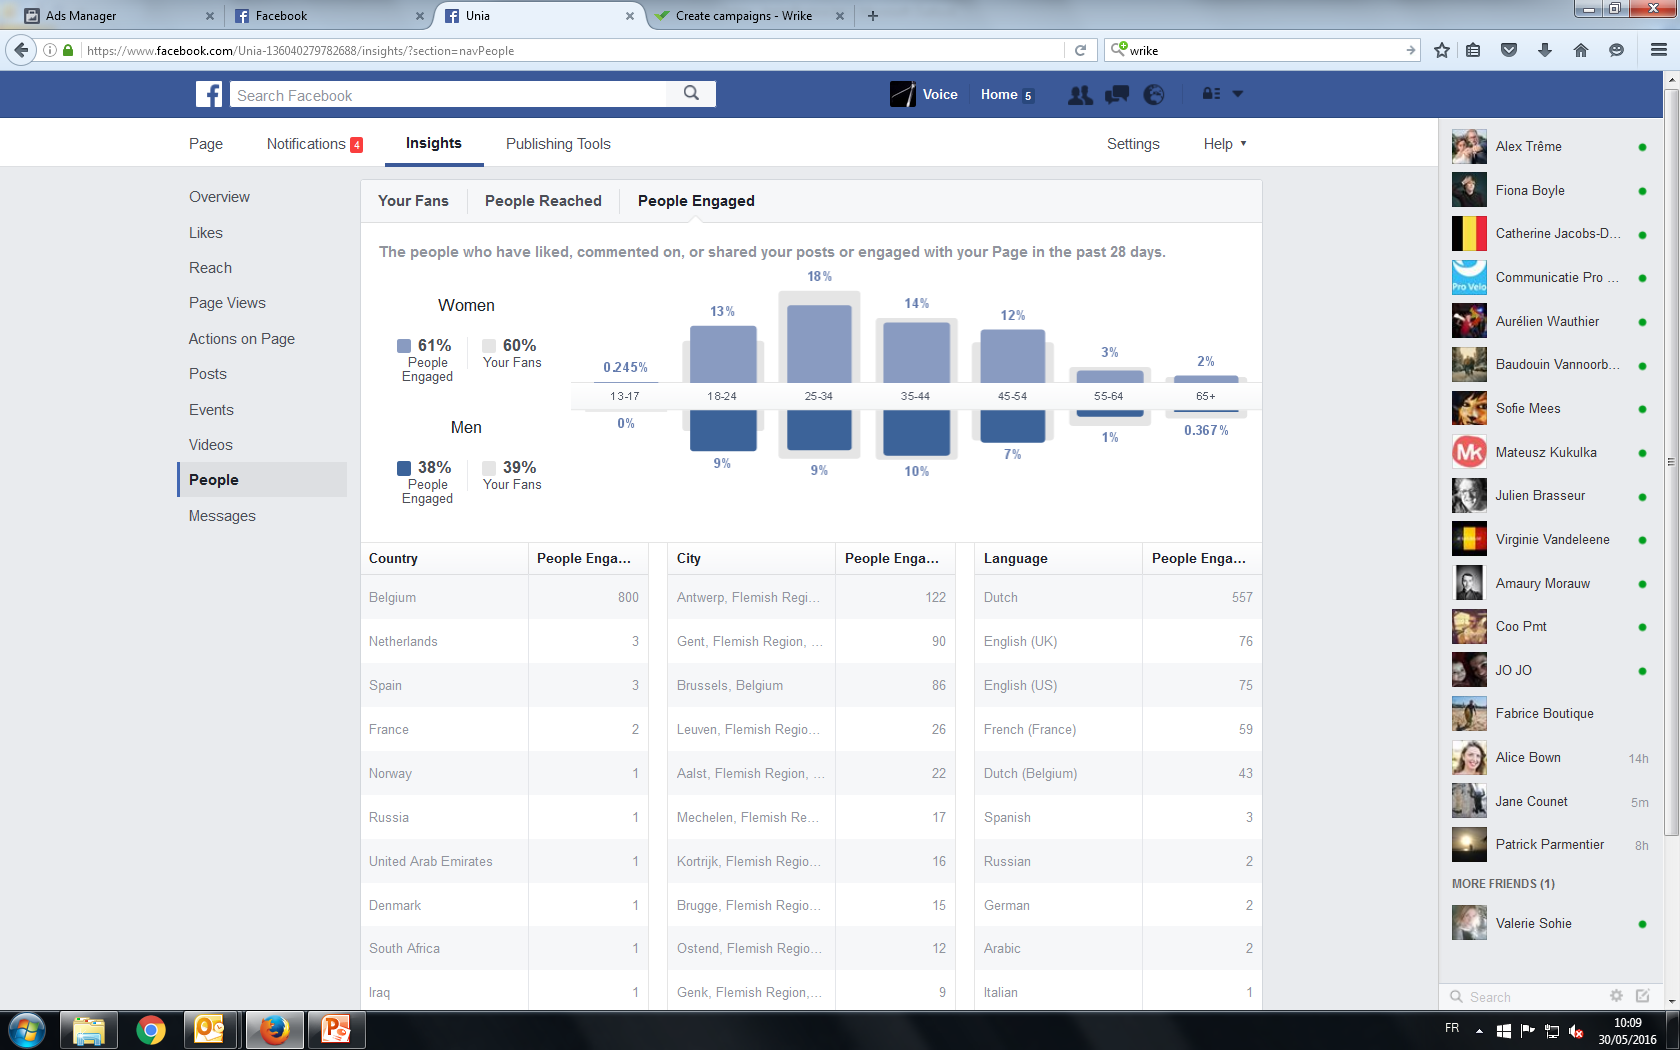 Ads Manager
Facebook
Unia
Create campaigns - Wrike
https://www.facebook.com/Unia-136040279782688/insights/?section=navPeople
wrike
Search Facebook
Voice
Home 5
Page
Notifications 4
Insights
Publishing Tools
Settings
Help
Overview
Likes
Reach
Page Views
Actions on Page
Posts
Events
Videos
People
Messages
Your Fans
People Reached
People Engaged
The people who have liked, commented on, or shared your posts or engaged with your Page in the past 28 days.
Women
61%
People
Engaged
60%
Your Fans
Men
38%
People
Engaged
39%
Your Fans
0.245% 13% 18% 14% 12% 3% 2%
13-17 18-24 25-34 35-44 45-54 55-64 65+
0% 9% 9% 10% 7% 1% 0.367%
Country People Enga... City People Enga... Language People Enga...
Belgium 800 Antwerp, Flemish Regi... 122 Dutch 557
Netherlands 3 Gent, Flemish Region, ... 90 English (UK) 76
Spain 3 Brussels, Belgium 86 English (US) 75
France 2 Leuven, Flemish Regio... 26 French (France) 59
Norway 1 Aalst, Flemish Region, ... 22 Dutch (Belgium) 43
Russia 1 Mechelen, Flemish Re... 17 Spanish 3
United Arab Emirates 1 Kortrijk, Flemish Regio... 16 Russian 2
Denmark 1 Brugge, Flemish Regio... 15 German 2
South Africa 1 Ostend, Flemish Regio... 12 Arabic 2
Iraq 1 Genk, Flemish Region,... 9 Italian 1
Alex Trême
Fiona Boyle
Catherine Jacobs-D...
Communicatie Pro ...
Pro Velo
Aurélien Wauthier
Baudouin Vannoorb...
Sofie Mees
MK
Mateusz Kukulka
Julien Brasseur
Virginie Vandeleene
Amaury Morauw
Coo Pmt
JO JO
Fabrice Boutique
Alice Bown 14h
Jane Counet 5m
Patrick Parmentier 8h
MORE FRIENDS (1)
Valerie Sohie
Search
FR
10:09
30/05/2016